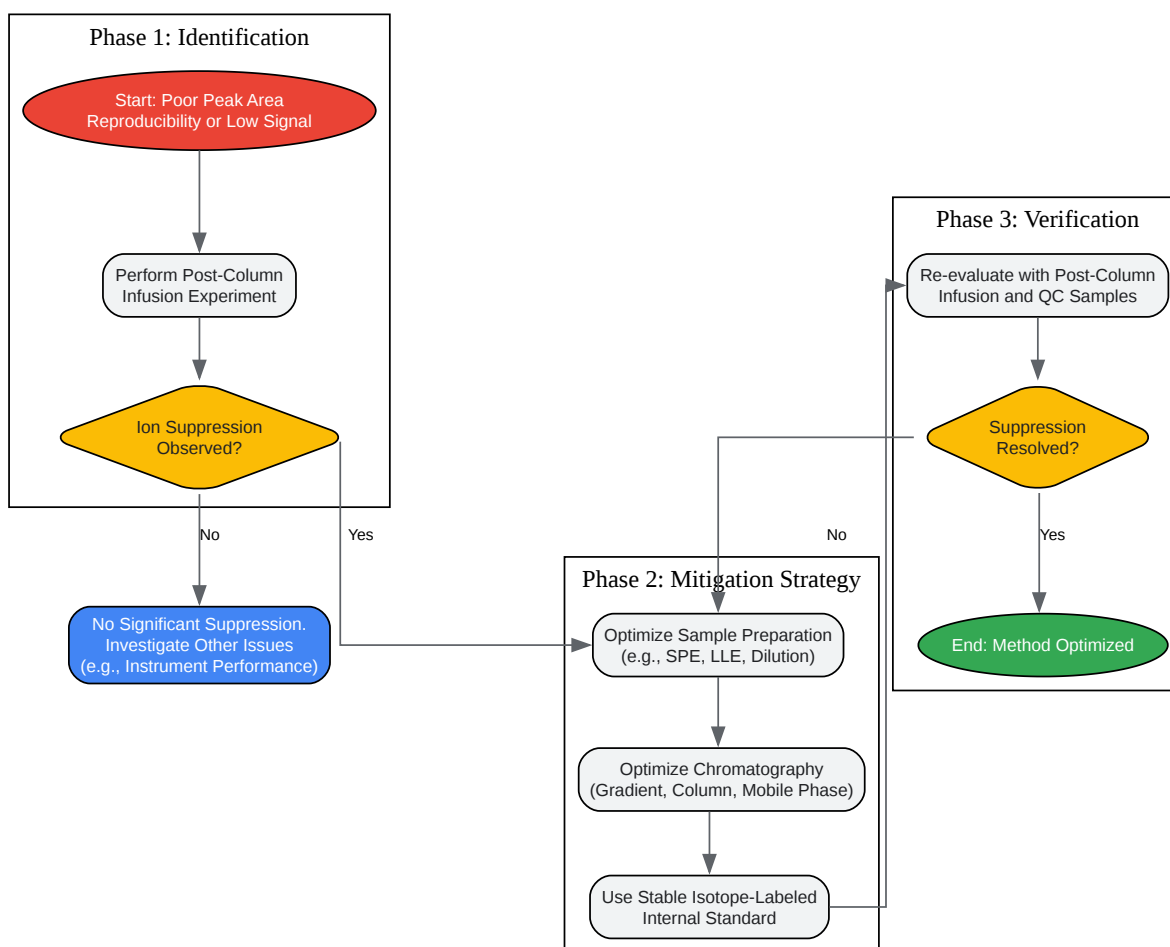 Phase 1: Identification
Start: Poor Peak Area
Reproducibility or Low Signal
Perform Post-Column
Infusion Experiment
Ion Suppression
Observed?
No
Yes
No Significant Suppression.
Investigate Other Issues
(e.g., Instrument Performance)
Phase 2: Mitigation Strategy
Optimize Sample Preparation
(e.g., SPE, LLE, Dilution)
Optimize Chromatography
(Gradient, Column, Mobile Phase)
Use Stable Isotope-Labeled
Internal Standard
Phase 3: Verification
Re-evaluate with Post-Column
Infusion and QC Samples
Suppression
Resolved?
No
Yes
End: Method Optimized